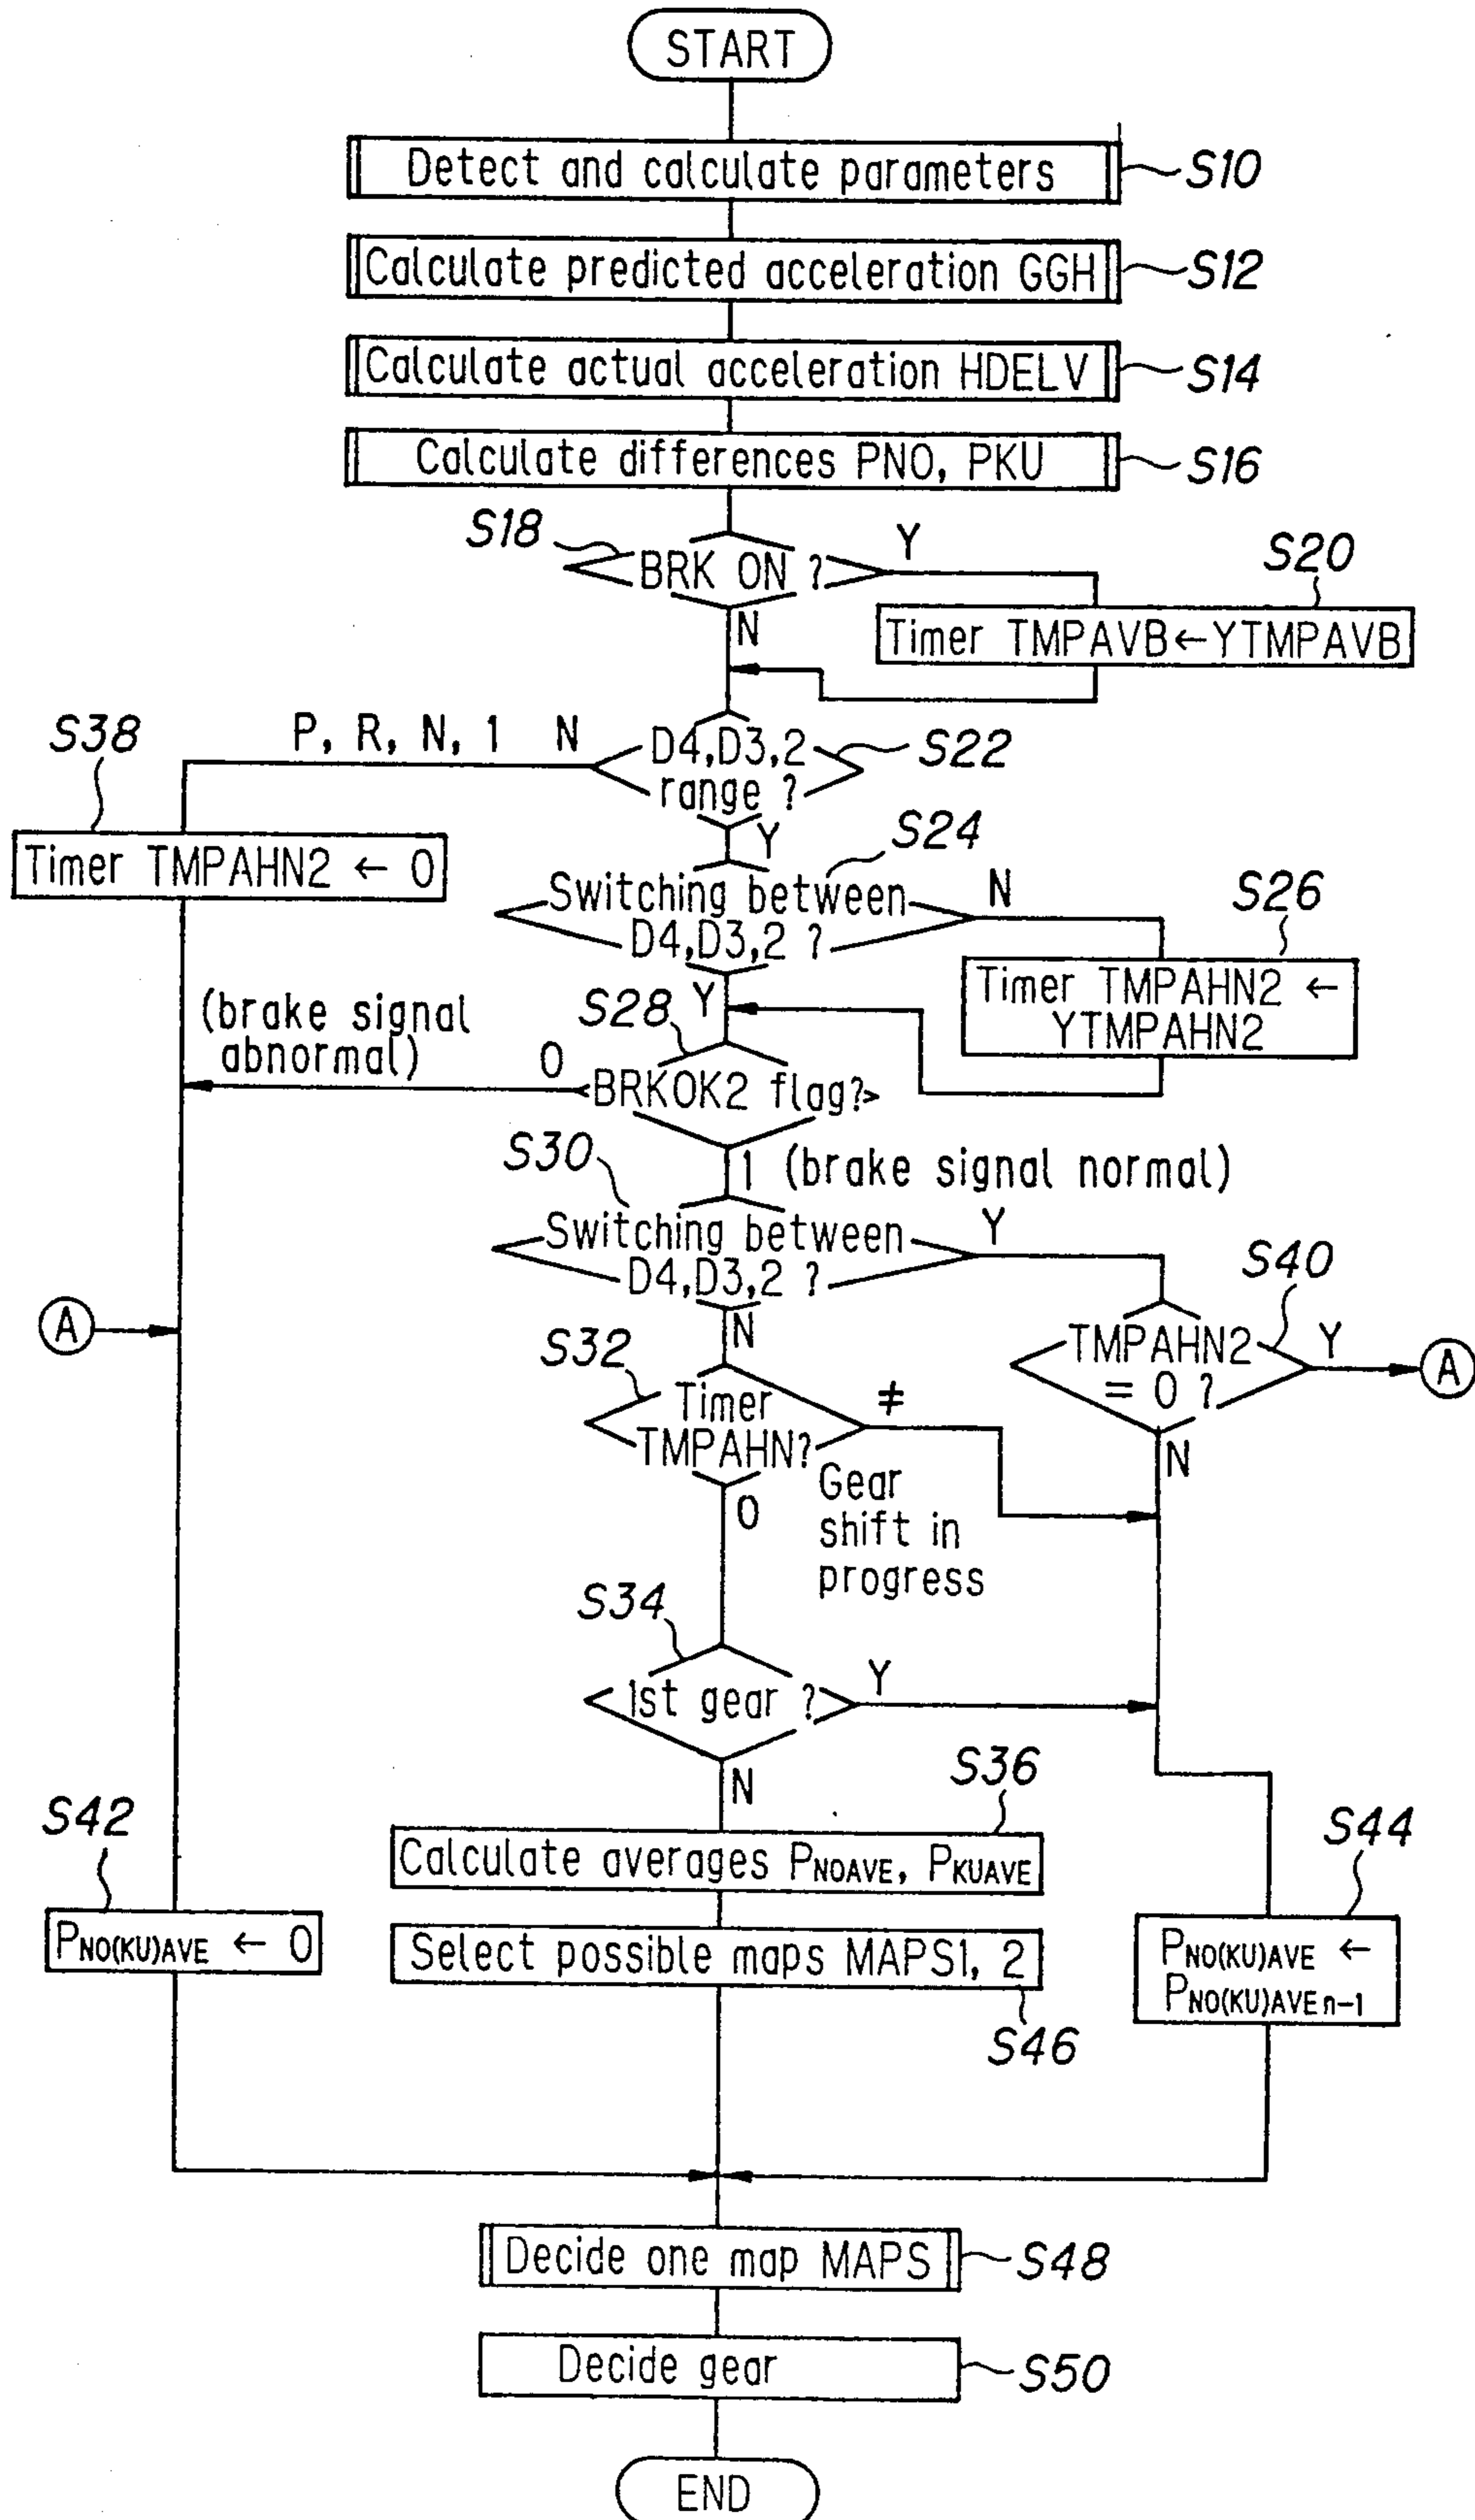 START
Detect and calculate parameters
S10
Calculate predicted acceleration GGH
S12
Calculate actual acceleration HDELV
S14
Calculate differences PNO, PKU
S16
S18
BRK ON ?
Y
S20
Timer TMPAVB←YTMPAVB
N
S38
P, R, N, 1 N
D4,D3,2
range ?
S22
Y
Timer TMPAHN2 ← 0
S24
Switching between
D4,D3,2 ?
N
S26
Timer TMPAHN2 ←
YTMPAHN2
Y
(brake signal
abnormal)
0
S28
BRKOK2 flag?
1 (brake signal normal)
S30
Switching between
D4,D3,2 ?
Y
S40
A
N
TMPAHN2
= 0 ?
Y
A
S32
Timer
TMPAHN?
≠
N
0
Gear
shift in
progress
S34
1st gear ?
Y
N
S36
S42
S44
Calculate averages PNOAVE, PKUAVE
PNO(KU)AVE ← 0
Select possible maps MAPS1, 2
S46
PNO(KU)AVE ←
PNO(KU)AVEn-1
Decide one map MAPS
S48
Decide gear
S50
END